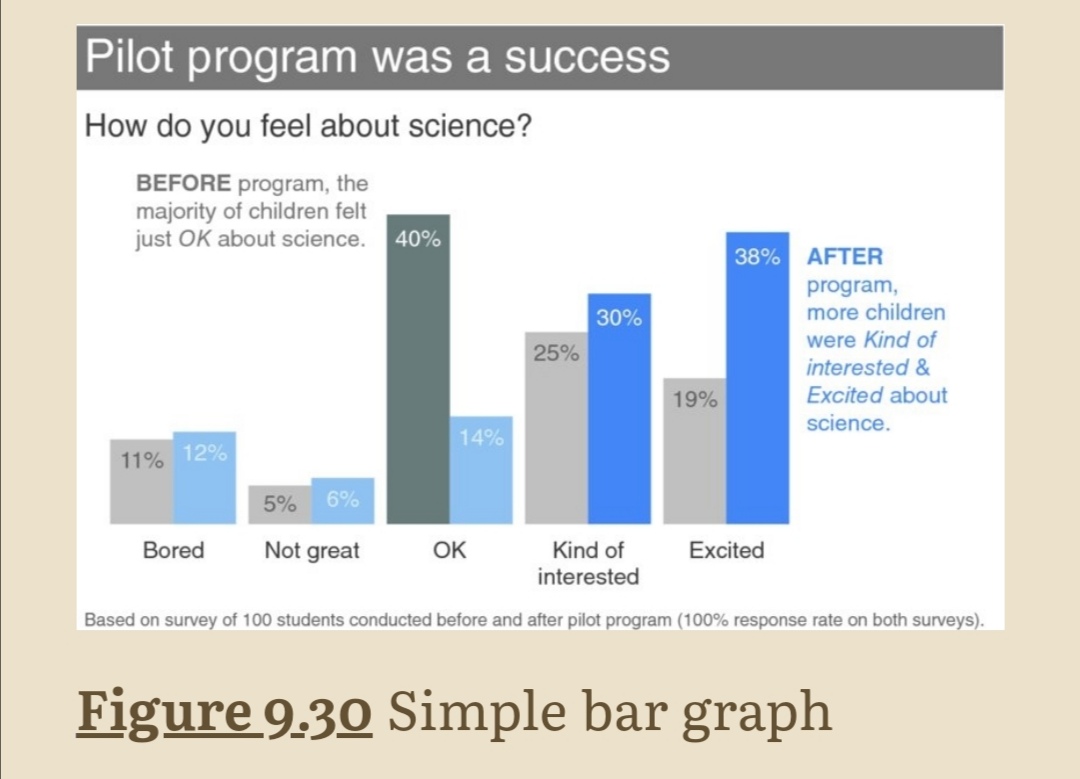 Pilot program was a success
How do you feel about science?
BEFORE program, the
majority of children felt
just OK about science.
40%
38%
AFTER
program,
more children
were Kind of
interested &
Excited about
science.
30%
25%
19%
14%
11%
12%
5%
6%
Bored
Not great
OK
Kind of
interested
Excited
Based on survey of 100 students conducted before and after pilot program (100% response rate on both surveys).
Figure 9.30 Simple bar graph